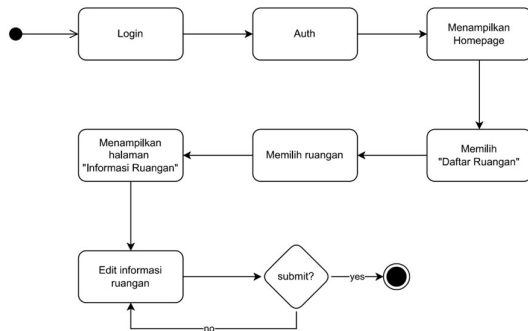 Login
Auth
Menampilkan
Homepage
Memilih
"Daftar Ruangan"
Memilih ruangan
Menampilkan
halaman
"Informasi Ruangan"
Edit informasi
ruangan
submit?
yes
no